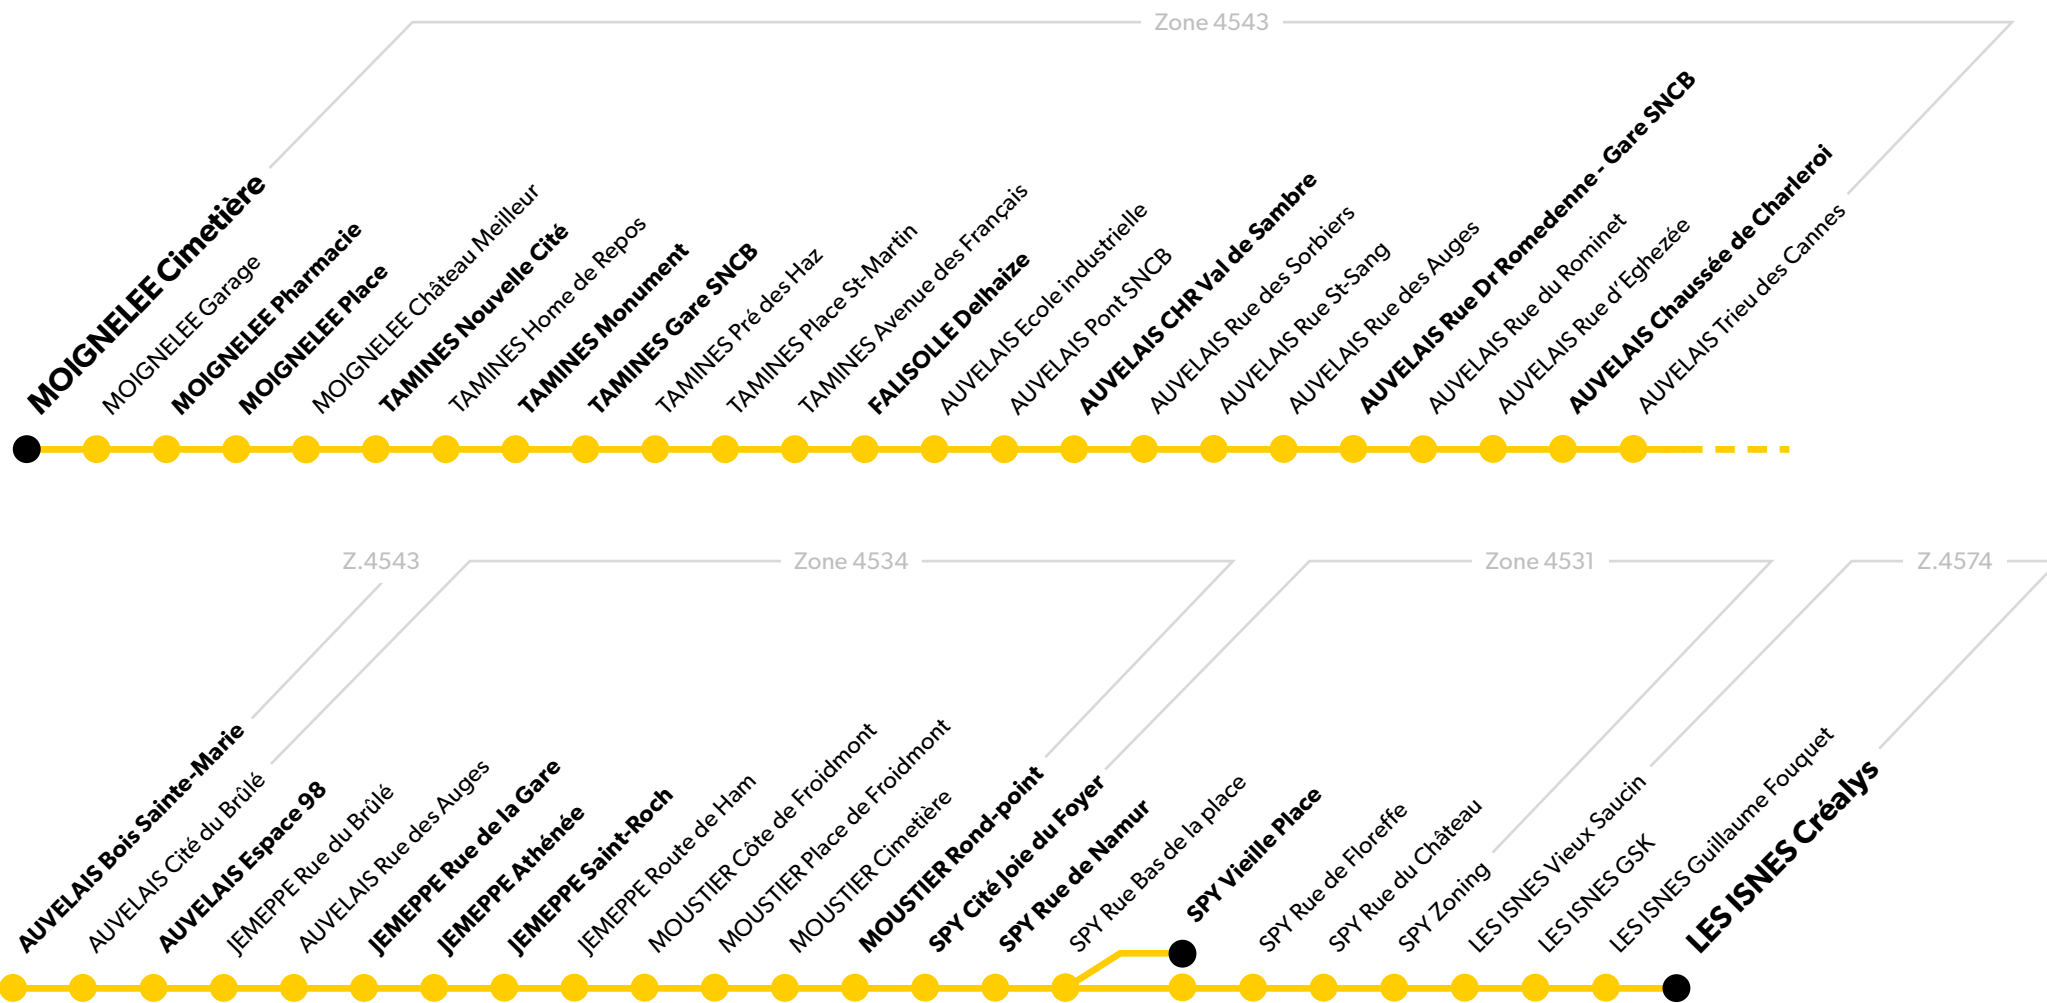 Zone 4543
MOIGNELEE Cimetière
MOIGNELEE Garage
MOIGNELEE Pharmacie
MOIGNELEE Place
MOIGNELEE Château Meilleur
TAMINES Nouvelle Cité
TAMINES Home de Repos
TAMINES Monument
TAMINES Gare SNCB
TAMINES Pré des Haz
TAMINES Place St-Martin
TAMINES Avenue des Français
FALISOLLE Delhaize
AUVELAIS Ecole industrielle
AUVELAIS Pont SNCB
AUVELAIS CHR Val de Sambre
AUVELAIS Rue des Sorbiers
AUVELAIS Rue St-Sang
AUVELAIS Rue des Auges
AUVELAIS Rue Dr Romedenne - Gare SNCB
AUVELAIS Rue du Rominet
AUVELAIS Rue d'Eghezée
AUVELAIS Chaussée de Charleroi
AUVELAIS Trieu des Cannes
Z.4543
Zone 4534
Zone 4531
Z.4574
AUVELAIS Bois Sainte-Marie
AUVELAIS Cité du Brûlé
AUVELAIS Espace 98
JEMEPPE Rue du Brûlé
AUVELAIS Rue des Auges
JEMEPPE Rue de la Gare
JEMEPPE Athénée
JEMEPPE Saint-Roch
JEMEPPE Route de Ham
MOUSTIER Côte de Froidmont
MOUSTIER Place de Froidmont
MOUSTIER Cimetière
MOUSTIER Rond-point
SPY Cité Joie du Foyer
SPY Rue de Namur
SPY Rue Bas de la place
SPY Vieille Place
SPY Rue de Floreffe
SPY Rue du Château
SPY Zoning
LES ISNES Vieux Saucin
LES ISNES GSK
LES ISNES Guillaume Fouquet
LES ISNES Créalys